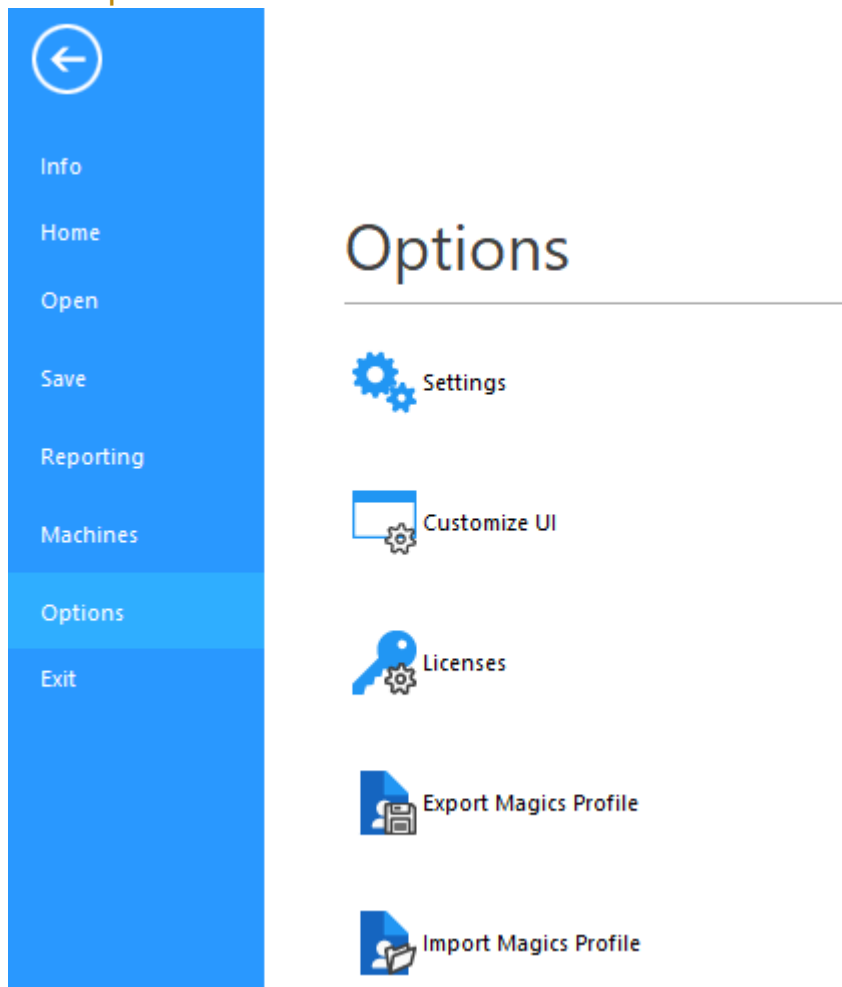 Info
Home
Open
Save
Reporting
Machines
Options
Exit
Options
Settings
Customize UI
Licenses
Export Magics Profile
Import Magics Profile